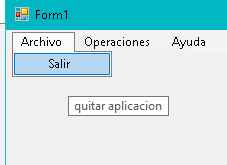 Form1
Archivo Operaciones Ayuda
Salir
quitar aplicacion